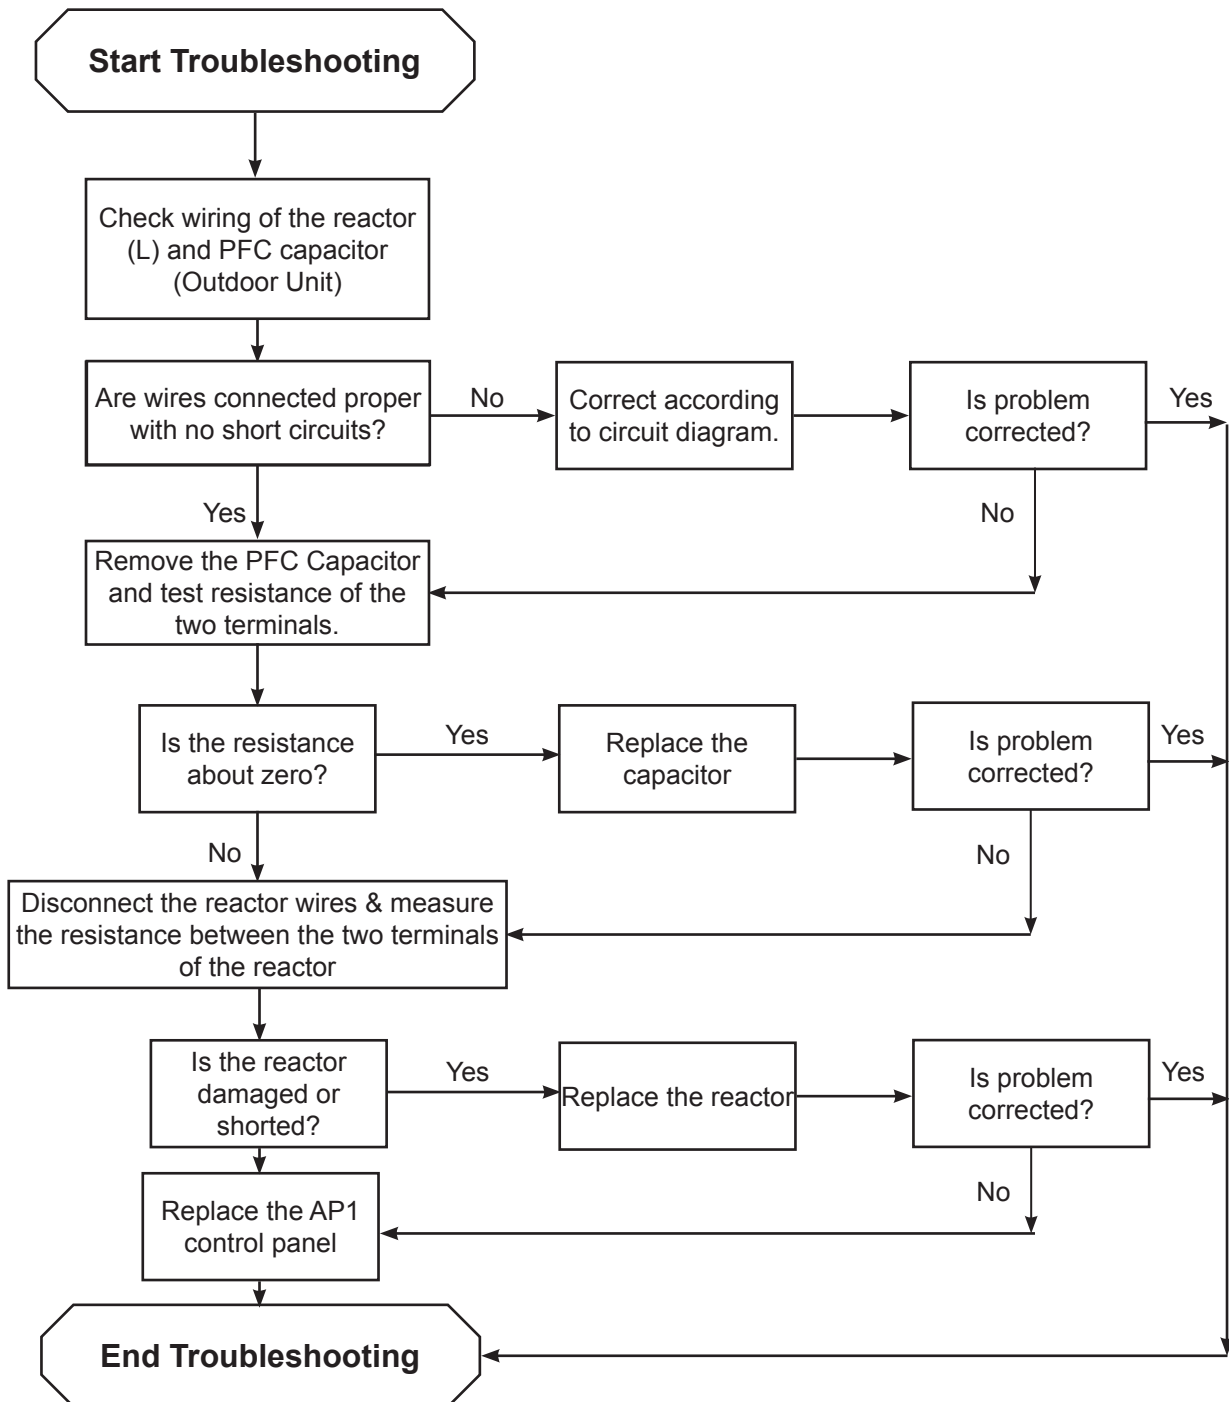 Start Troubleshooting
Check wiring of the reactor
(L) and PFC capacitor
(Outdoor Unit)
Are wires connected proper
with no short circuits?
No
Correct according
to circuit diagram.
Is problem
corrected?
Yes
Yes
No
Remove the PFC Capacitor
and test resistance of the
two terminals.
Is the resistance
about zero?
Yes
Replace the
capacitor
Is problem
corrected?
Yes
No
No
Disconnect the reactor wires & measure
the resistance between the two terminals
of the reactor
Is the reactor
damaged or
shorted?
Yes
Replace the reactor
Is problem
corrected?
Yes
No
Replace the AP1
control panel
End Troubleshooting